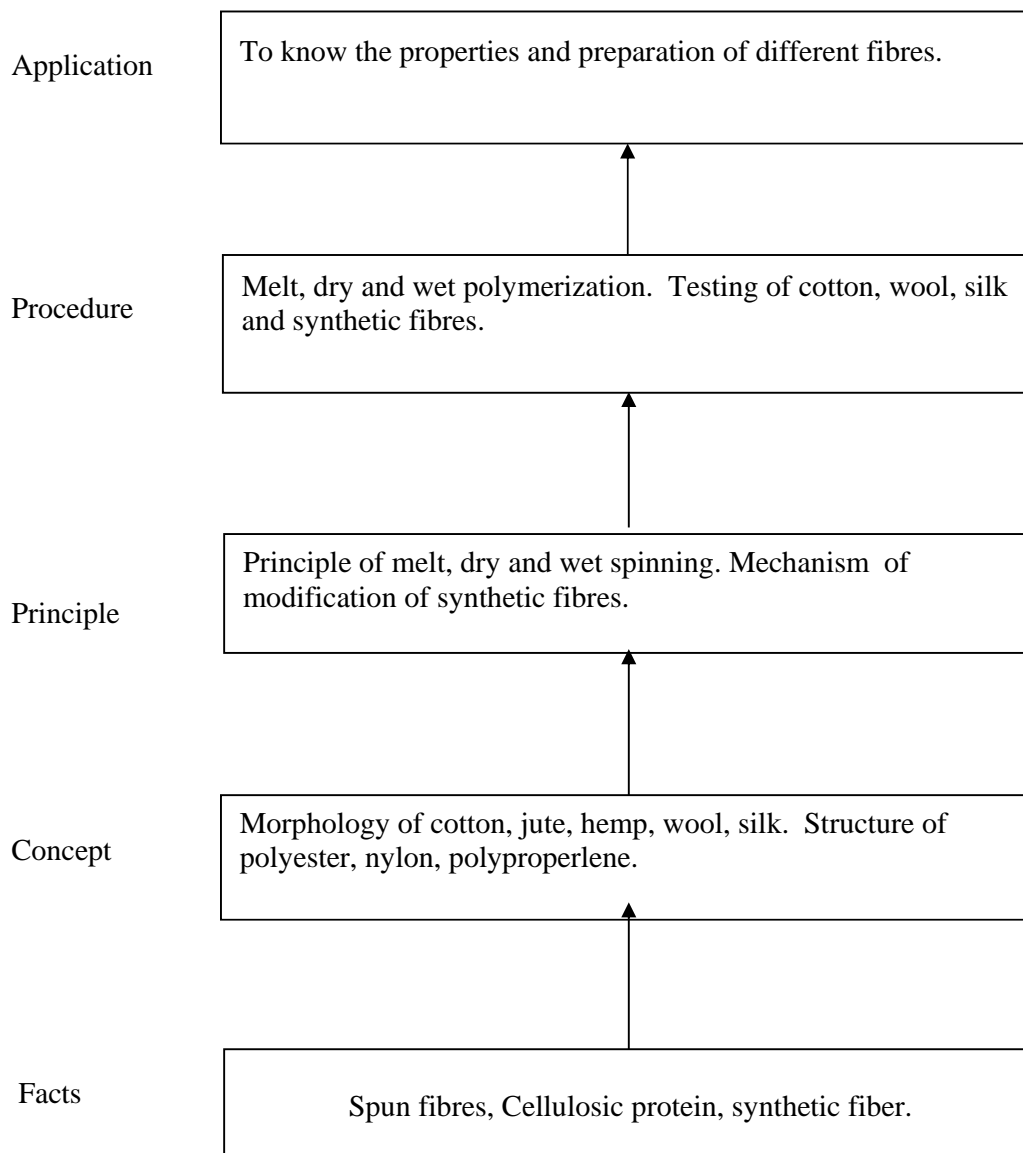 Application
To know the properties and preparation of different fibres.
Procedure
Melt, dry and wet polymerization.  Testing of cotton, wool, silk
and synthetic fibres.
Principle
Principle of melt, dry and wet spinning. Mechanism  of
modification of synthetic fibres.
Concept
Morphology of cotton, jute, hemp, wool, silk.  Structure of
polyester, nylon, polyproperlene.
Facts
Spun fibres, Cellulosic protein, synthetic fiber.